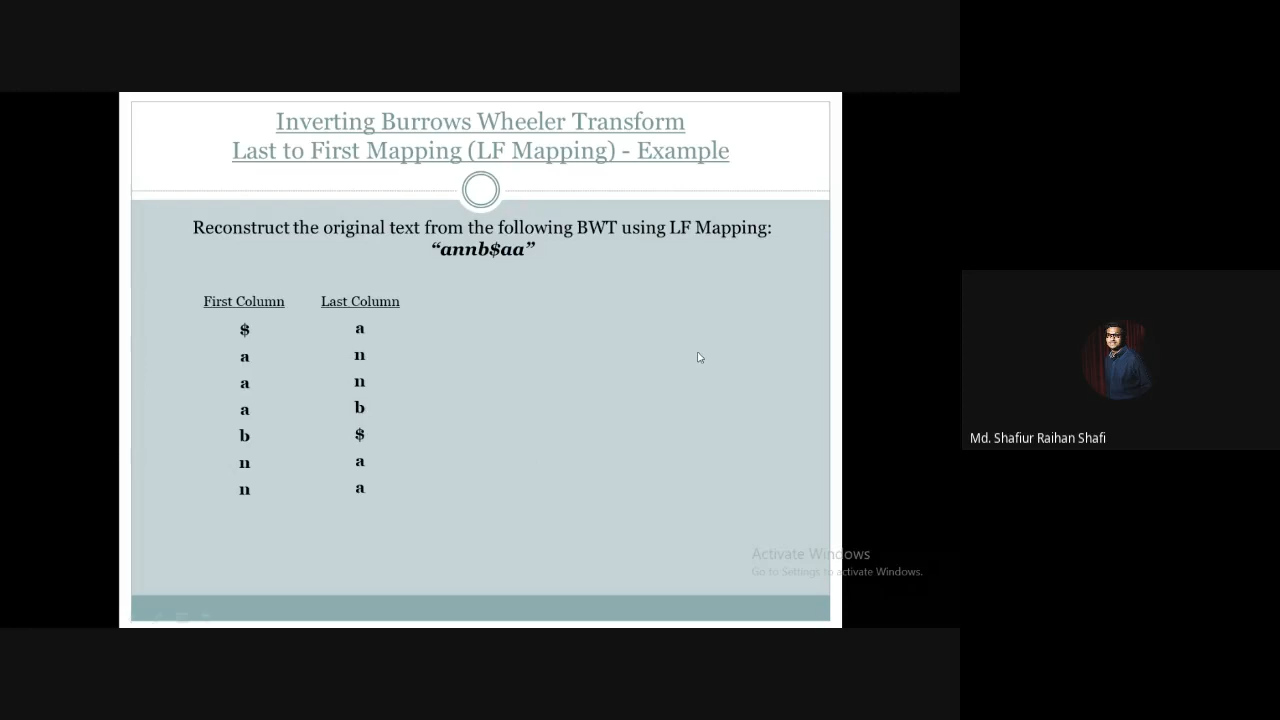 Inverting Burrows Wheeler Transform
Last to First Mapping (LF Mapping) - Example
Reconstruct the original text from the following BWT using LF Mapping:
“annb$aa”
First Column Last Column
$ a
a n
a n
a b
b $
n a
n a
Md. Shafiur Raihan Shafi
Activate Windows
Go to Settings to activate Windows.